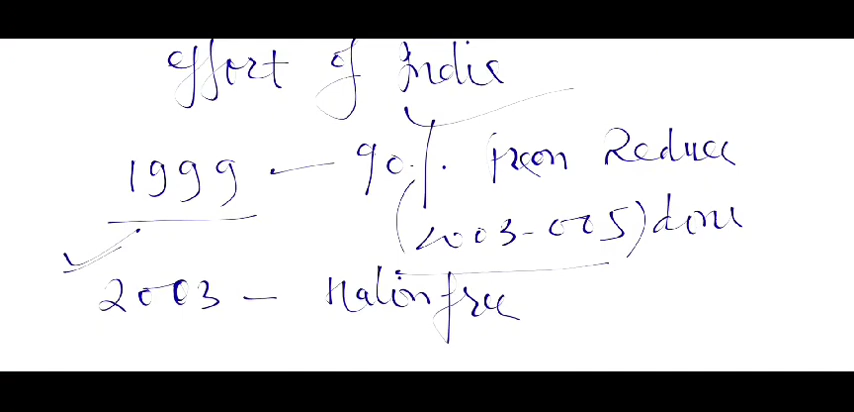 effort of India
1999 - 90% freon Reduce
(2003-005) done
2003 - Halon free